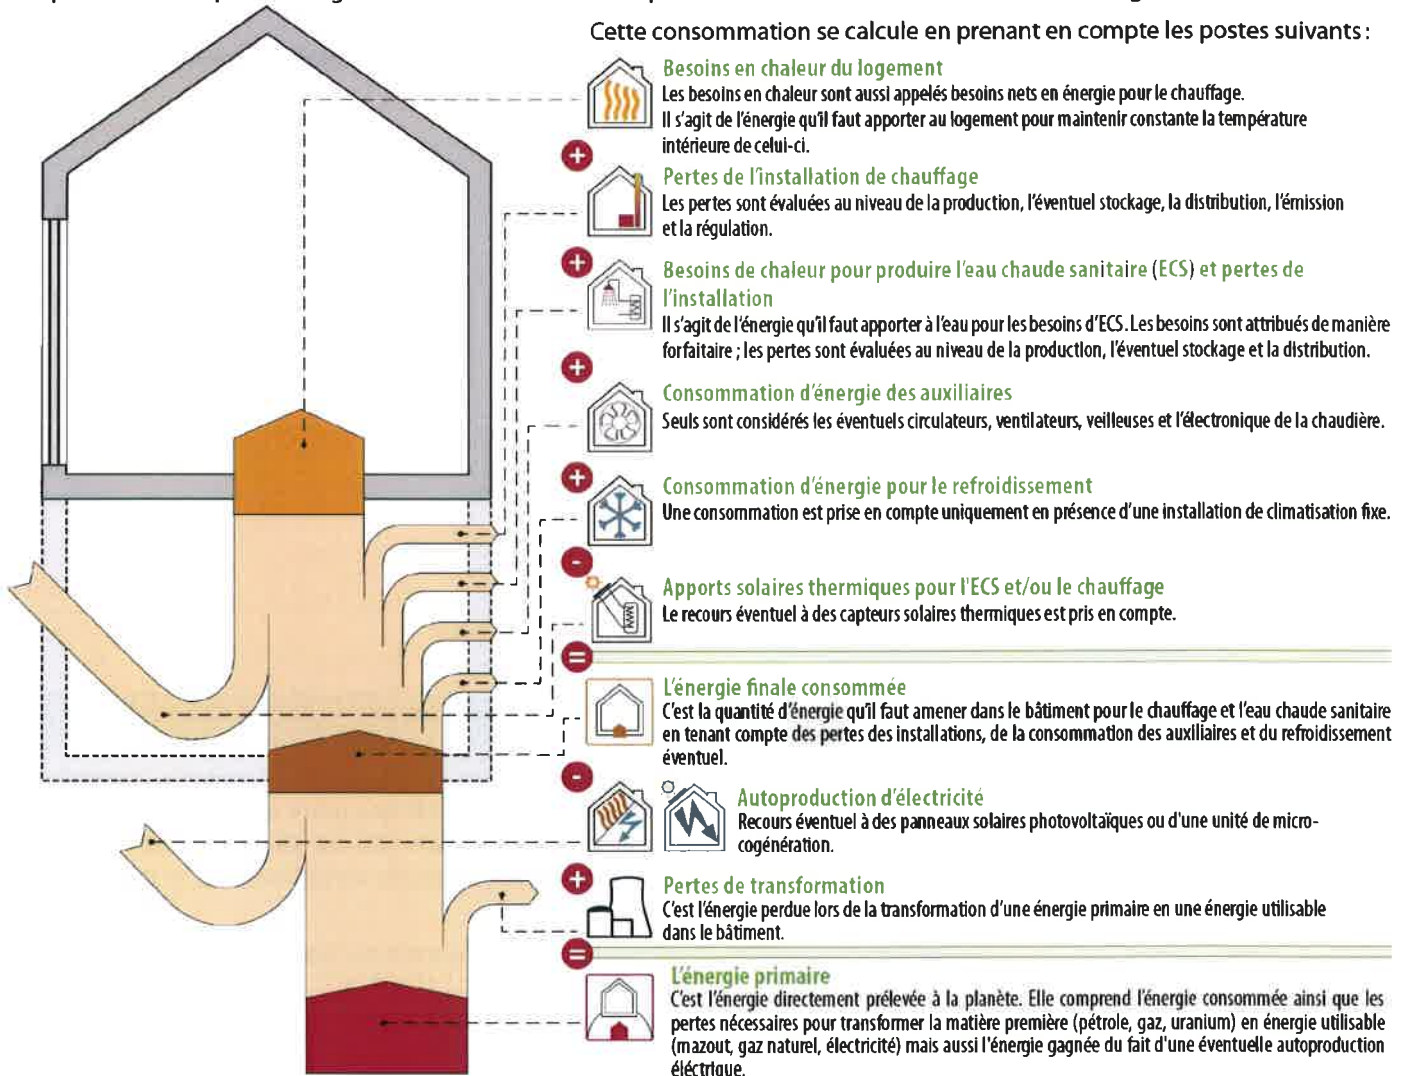 Cette consommation se calcule en prenant en compte les postes suivants :
Besoins en chaleur du logement
Les besoins en chaleur sont aussi appelés besoins nets en énergie pour le chauffage.
Il s'agit de l'énergie qu'il faut apporter au logement pour maintenir constante la température
intérieure de celui-ci.
+
Pertes de l'installation de chauffage
Les pertes sont évaluées au niveau de la production, l'éventuel stockage, la distribution, l'émission
et la régulation.
+
Besoins de chaleur pour produire l'eau chaude sanitaire (ECS) et pertes de
l'installation
Il s'agit de l'énergie qu'il faut apporter à l'eau pour les besoins d'ECS. Les besoins sont attribués de manière
forfaitaire ; les pertes sont évaluées au niveau de la production, l'éventuel stockage et la distribution.
+
Consommation d'énergie des auxiliaires
Seuls sont considérés les éventuels circulateurs, ventilateurs, veilleuses et l'électronique de la chaudière.
+
Consommation d'énergie pour le refroidissement
Une consommation est prise en compte uniquement en présence d'une installation de climatisation fixe.
-
Apports solaires thermiques pour l'ECS et/ou le chauffage
Le recours éventuel à des capteurs solaires thermiques est pris en compte.
=
L'énergie finale consommée
C'est la quantité d'énergie qu'il faut amener dans le bâtiment pour le chauffage et l'eau chaude sanitaire
en tenant compte des pertes des installations, de la consommation des auxiliaires et du refroidissement
éventuel.
-
Autoproduction d'électricité
Recours éventuel à des panneaux solaires photovoltaïques ou d'une unité de micro-
cogénération.
+
Pertes de transformation
C'est l'énergie perdue lors de la transformation d'une énergie primaire en une énergie utilisable
dans le bâtiment.
=
L'énergie primaire
C'est l'énergie directement prélevée à la planète. Elle comprend l'énergie consommée ainsi que les
pertes nécessaires pour transformer la matière première (pétrole, gaz, uranium) en énergie utilisable
(mazout, gaz naturel, électricité) mais aussi l'énergie gagnée du fait d'une éventuelle autoproduction
éléctrique.